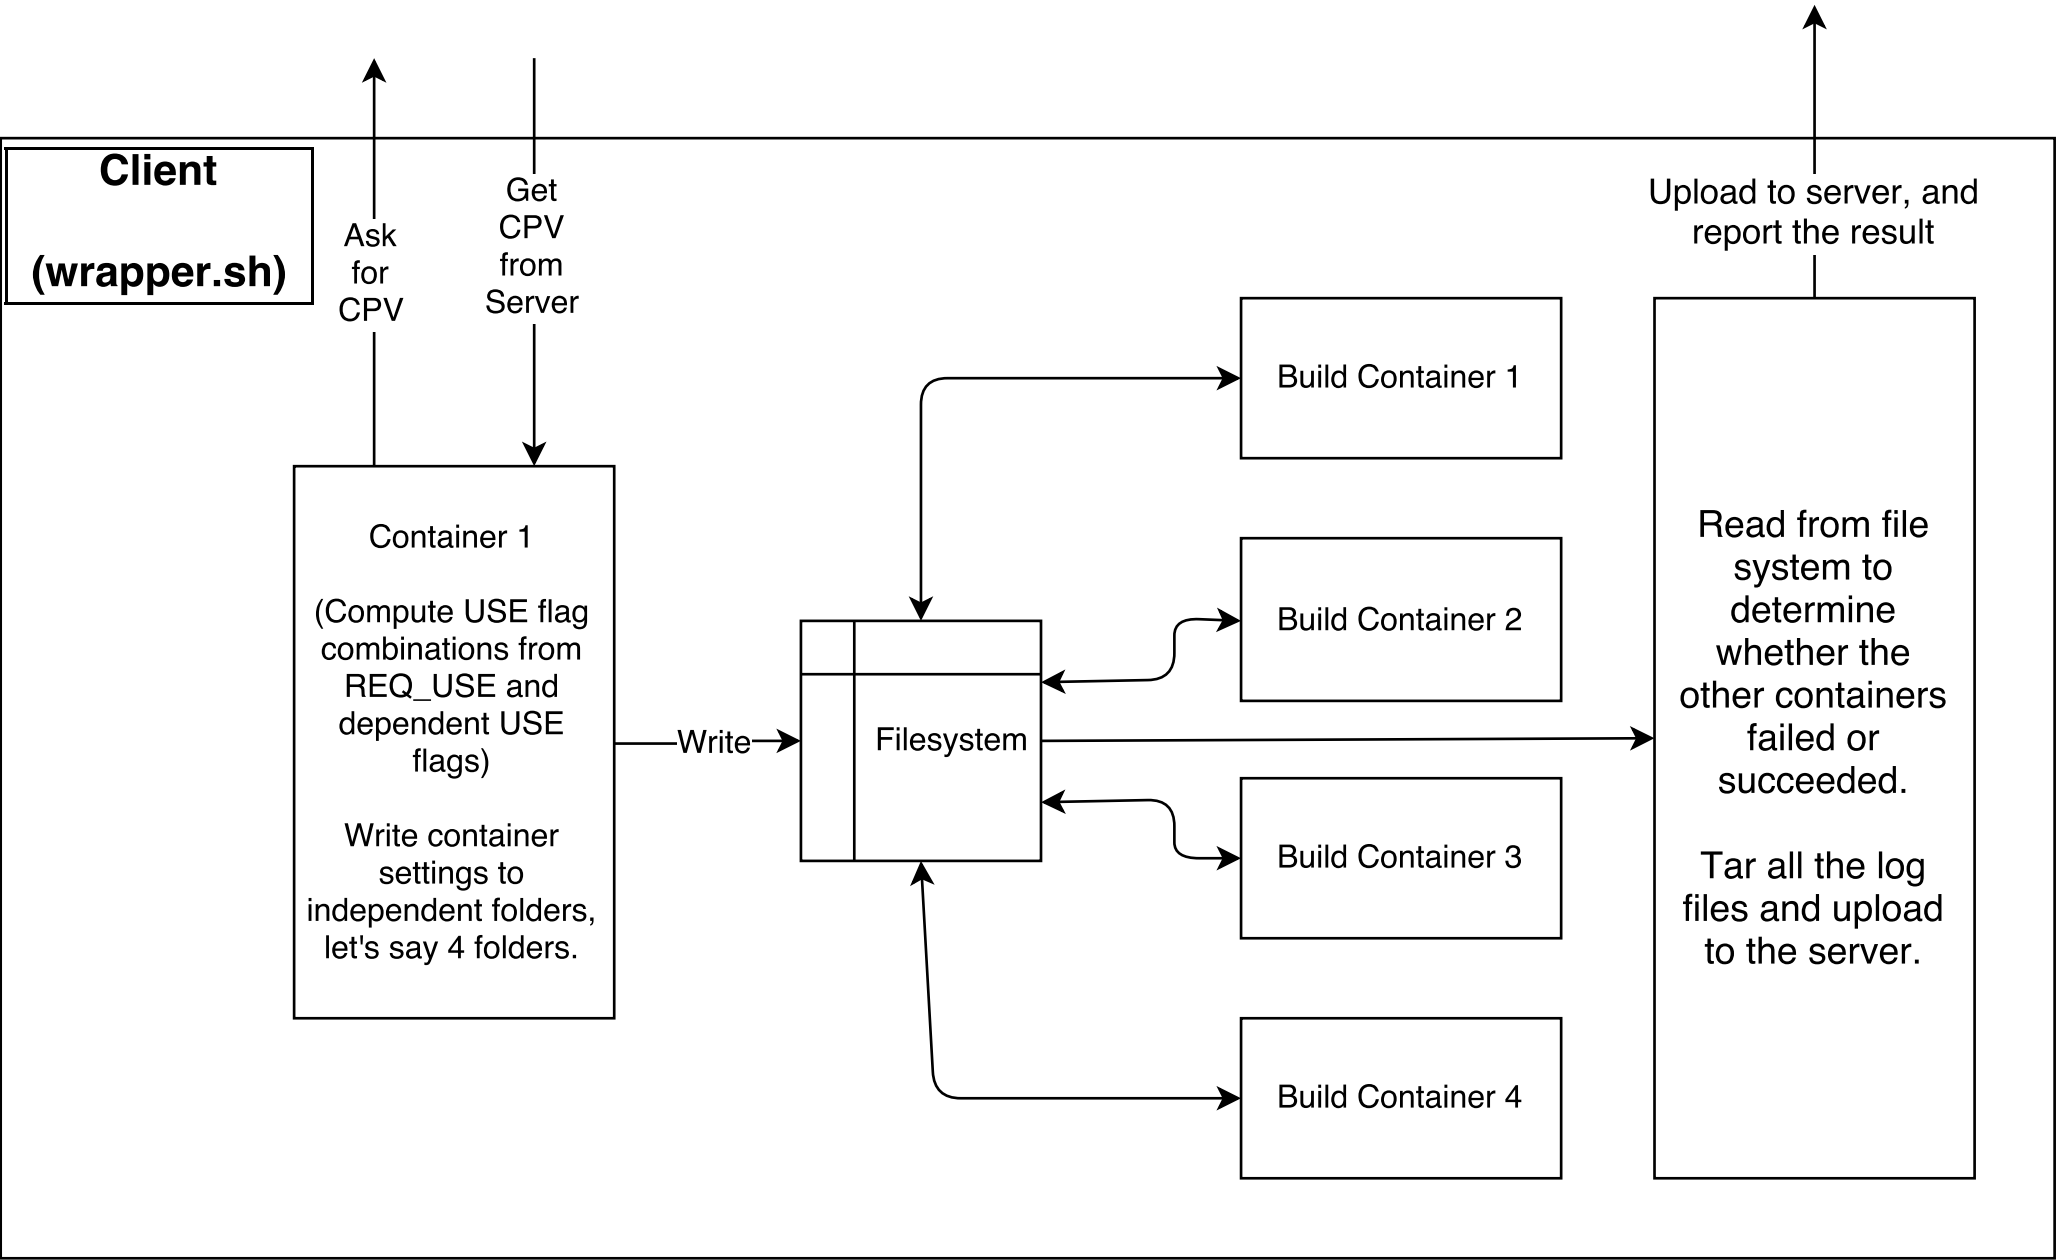 Client
(wrapper.sh)
Ask
for
CPV
Get
CPV
from
Server
Upload to server, and
report the result
Container 1
(Compute USE flag
combinations from
REQ_USE and
dependent USE
flags)
Write container
settings to
independent folders,
let's say 4 folders.
Write
Filesystem
Build Container 1
Build Container 2
Build Container 3
Build Container 4
Read from file
system to
determine
whether the
other containers
failed or
succeeded.
Tar all the log
files and upload
to the server.